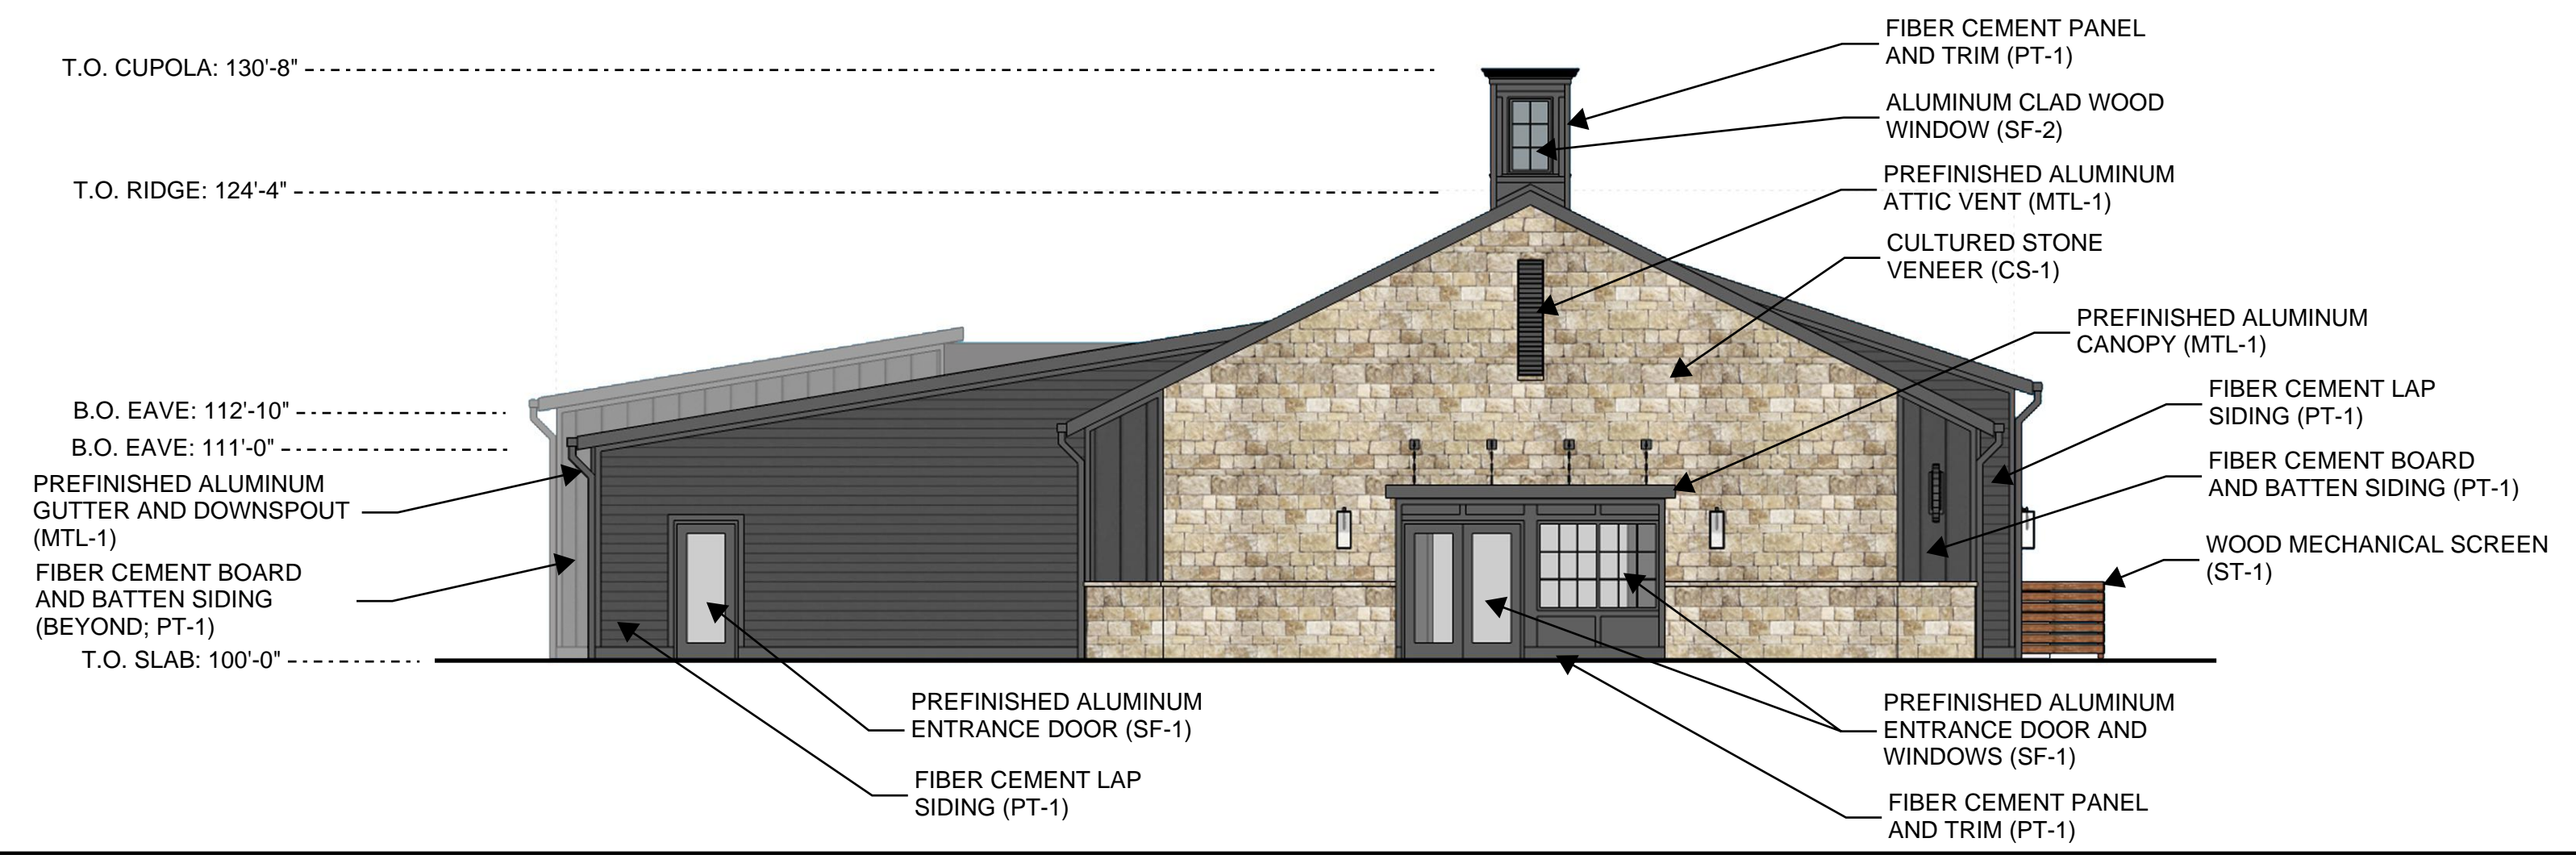 T.O. CUPOLA: 130'-8"
T.O. RIDGE: 124'-4"
B.O. EAVE: 112'-10"
B.O. EAVE: 111'-0"
PREFINISHED ALUMINUM
GUTTER AND DOWNSPOUT
(MTL-1)
FIBER CEMENT BOARD
AND BATTEN SIDING
(BEYOND; PT-1)
T.O. SLAB: 100'-0"
PREFINISHED ALUMINUM
ENTRANCE DOOR (SF-1)
FIBER CEMENT LAP
SIDING (PT-1)
FIBER CEMENT PANEL
AND TRIM (PT-1)
ALUMINUM CLAD WOOD
WINDOW (SF-2)
PREFINISHED ALUMINUM
ATTIC VENT (MTL-1)
CULTURED STONE
VENEER (CS-1)
PREFINISHED ALUMINUM
CANOPY (MTL-1)
FIBER CEMENT LAP
SIDING (PT-1)
FIBER CEMENT BOARD
AND BATTEN SIDING (PT-1)
WOOD MECHANICAL SCREEN
(ST-1)
PREFINISHED ALUMINUM
ENTRANCE DOOR AND
WINDOWS (SF-1)
FIBER CEMENT PANEL
AND TRIM (PT-1)